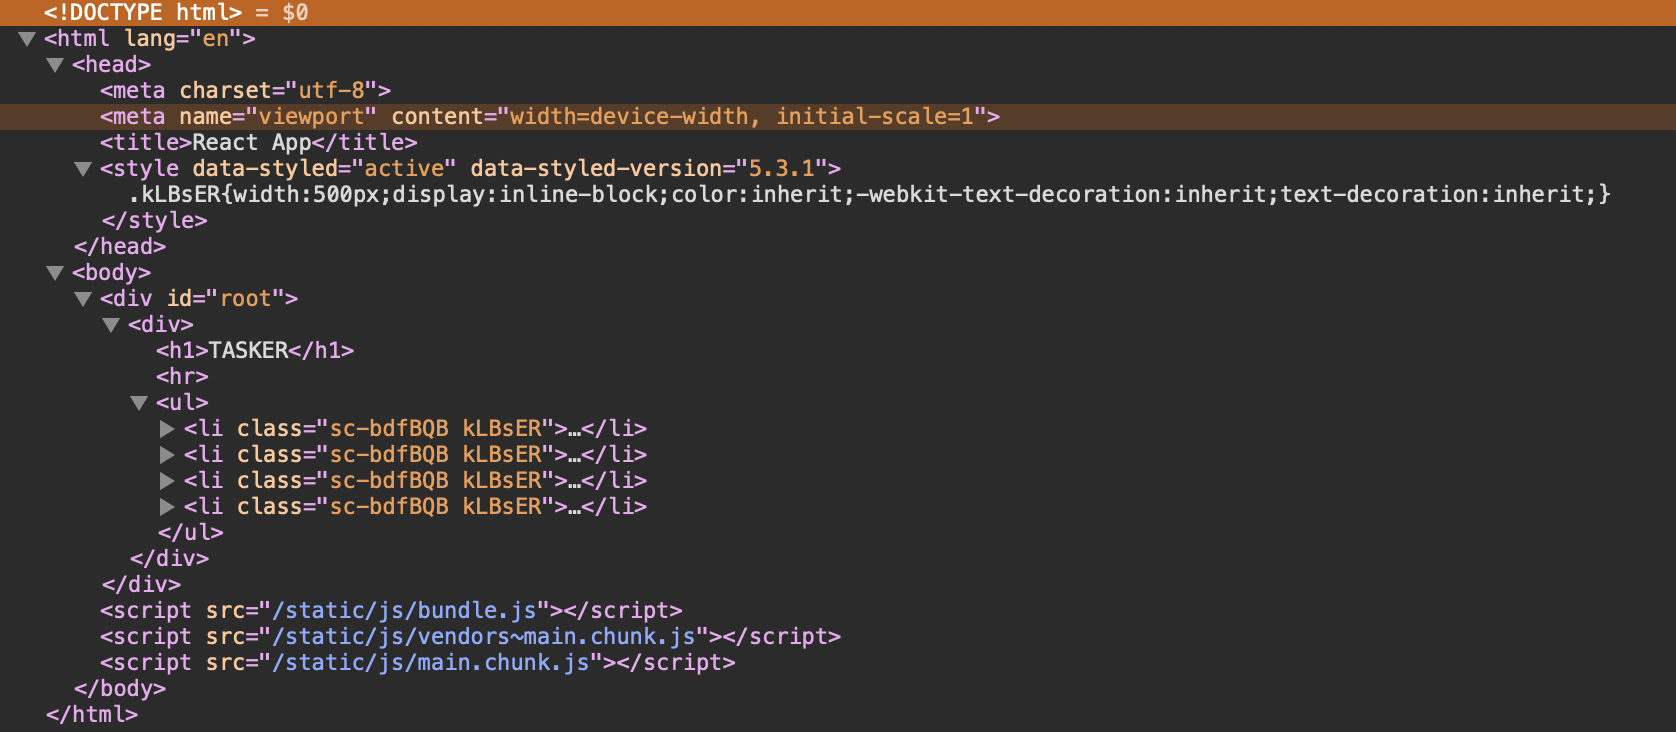 <!DOCTYPE html> = $0
<html lang="en">
<head>
<meta charset="utf-8">
<meta name="viewport" content="width=device-width, initial-scale=1">
<title>React App</title>
<style data-styled="active" data-styled-version="5.3.1">
.kLBsER{width:500px;display:inline-block;color:inherit;-webkit-text-decoration:inherit;text-decoration:inherit;}
</style>
</head>
<body>
<div id="root">
<div>
<h1>TASKER</h1>
<hr>
<ul>
<li class="sc-bdfBQB kLBsER">…</li>
<li class="sc-bdfBQB kLBsER">…</li>
<li class="sc-bdfBQB kLBsER">…</li>
<li class="sc-bdfBQB kLBsER">…</li>
</ul>
</div>
</div>
<script src="/static/js/bundle.js"></script>
<script src="/static/js/vendors~main.chunk.js"></script>
<script src="/static/js/main.chunk.js"></script>
</body>
</html>